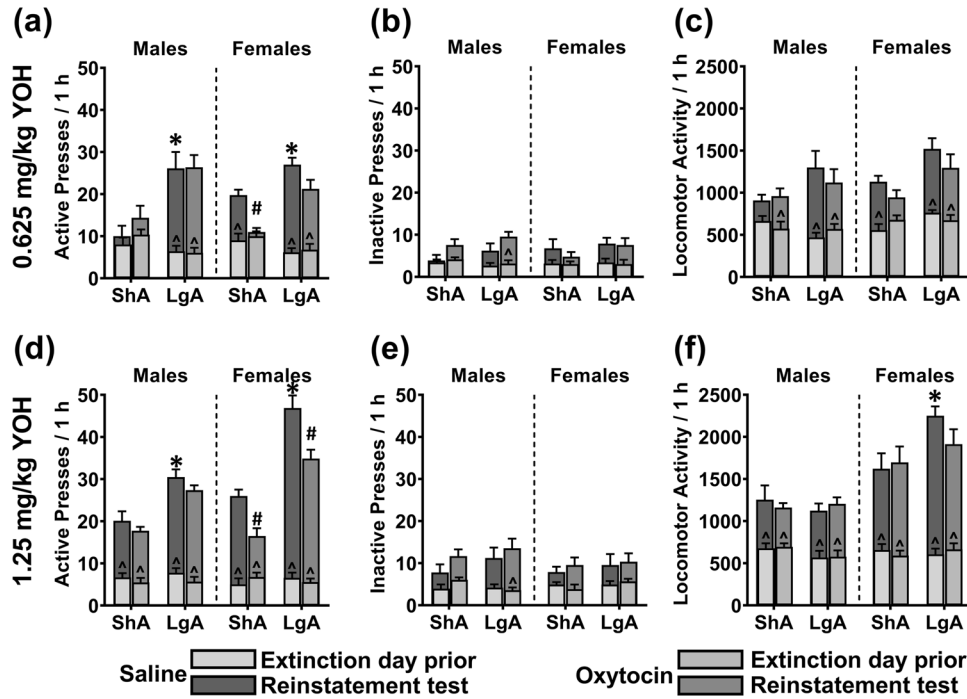 (a) (b) (c)
0.625 mg/kg YOH
Males Females
Active Presses / 1 h
50
40
30
20
10
0
* * #
^ ^ ^ ^ ^
ShA LgA ShA LgA
Males Females
Inactive Presses / 1 h
50
40
30
20
10
0
^
ShA LgA ShA LgA
Males Females
Locomotor Activity / 1 h
2500
2000
1500
1000
500
0
^ ^ ^ ^ ^ ^
ShA LgA ShA LgA
(d) (e) (f)
1.25 mg/kg YOH
Males Females
Active Presses / 1 h
50
40
30
20
10
0
* # * #
^ ^ ^ ^ ^ ^ ^ ^
ShA LgA ShA LgA
Males Females
Inactive Presses / 1 h
50
40
30
20
10
0
^
ShA LgA ShA LgA
Males Females
Locomotor Activity / 1 h
2500
2000
1500
1000
500
0
*
^ ^ ^ ^ ^ ^ ^ ^
ShA LgA ShA LgA
Saline Extinction day prior
Reinstatement test
Oxytocin Extinction day prior
Reinstatement test